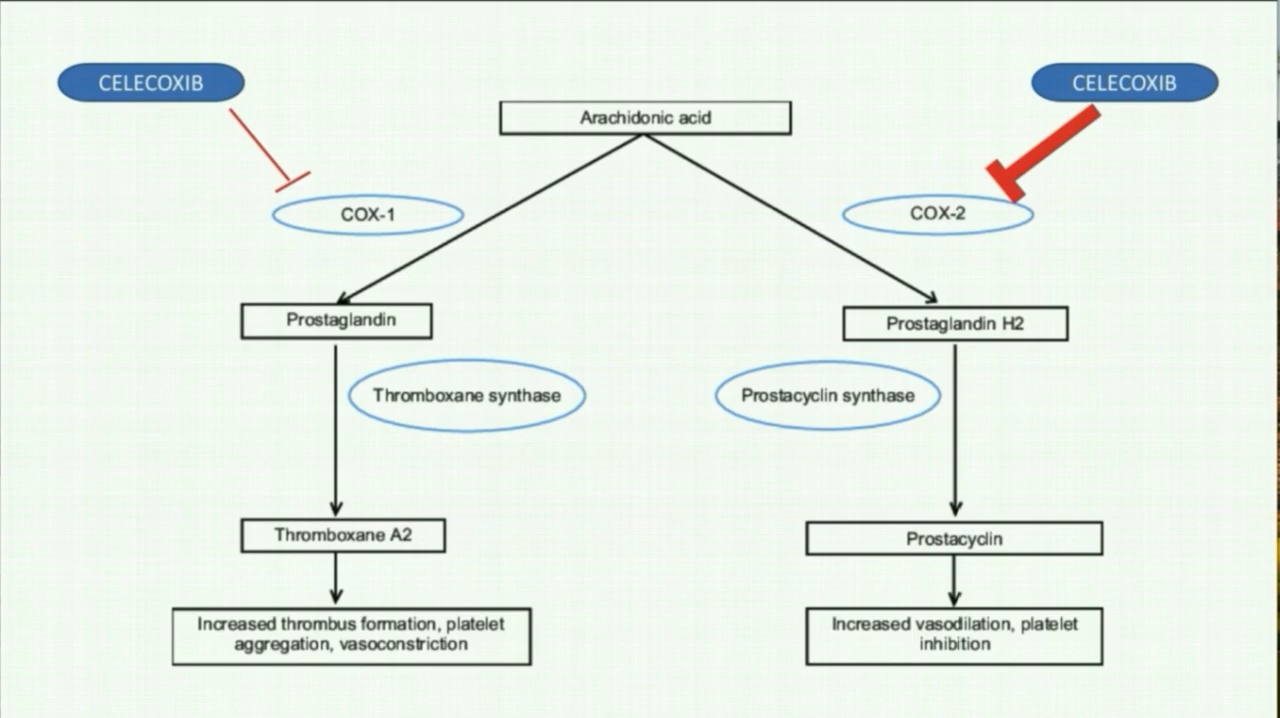 CELECOXIB
CELECOXIB
Arachidonic acid
COX-1
COX-2
Prostaglandin
Prostaglandin H2
Thromboxane synthase
Prostacyclin synthase
Thromboxane A2
Prostacyclin
Increased thrombus formation, platelet
aggregation, vasoconstriction
Increased vasodilation, platelet
inhibition